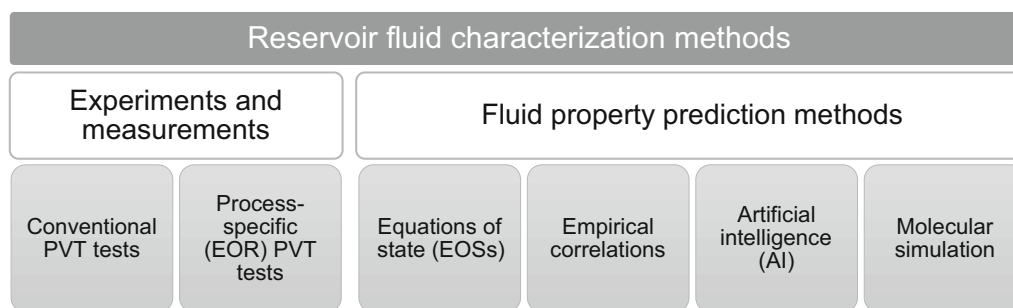 Reservoir fluid characterization methods
Experiments and
measurements
Fluid property prediction methods
Conventional
PVT tests
Process-
specific
(EOR) PVT
tests
Equations of
state (EOSs)
Empirical
correlations
Artificial
intelligence
(AI)
Molecular
simulation